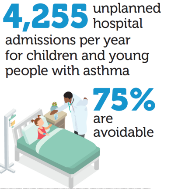 4,255 unplanned
hospital
admissions per year
for children and young
people with asthma
75%
are
avoidable